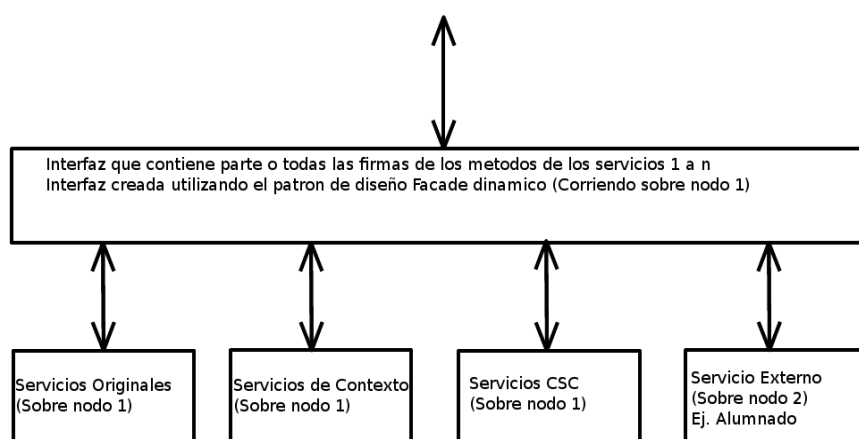 Interfaz que contiene parte o todas las firmas de los metodos de los servicios 1 a n
Interfaz creada utilizando el patron de diseño Facade dinamico (Corriendo sobre nodo 1)
Servicios Originales
(Sobre nodo 1)
Servicios de Contexto
(Sobre nodo 1)
Servicios CSC
(Sobre nodo 1)
Servicio Externo
(Sobre nodo 2)
Ej. Alumnado